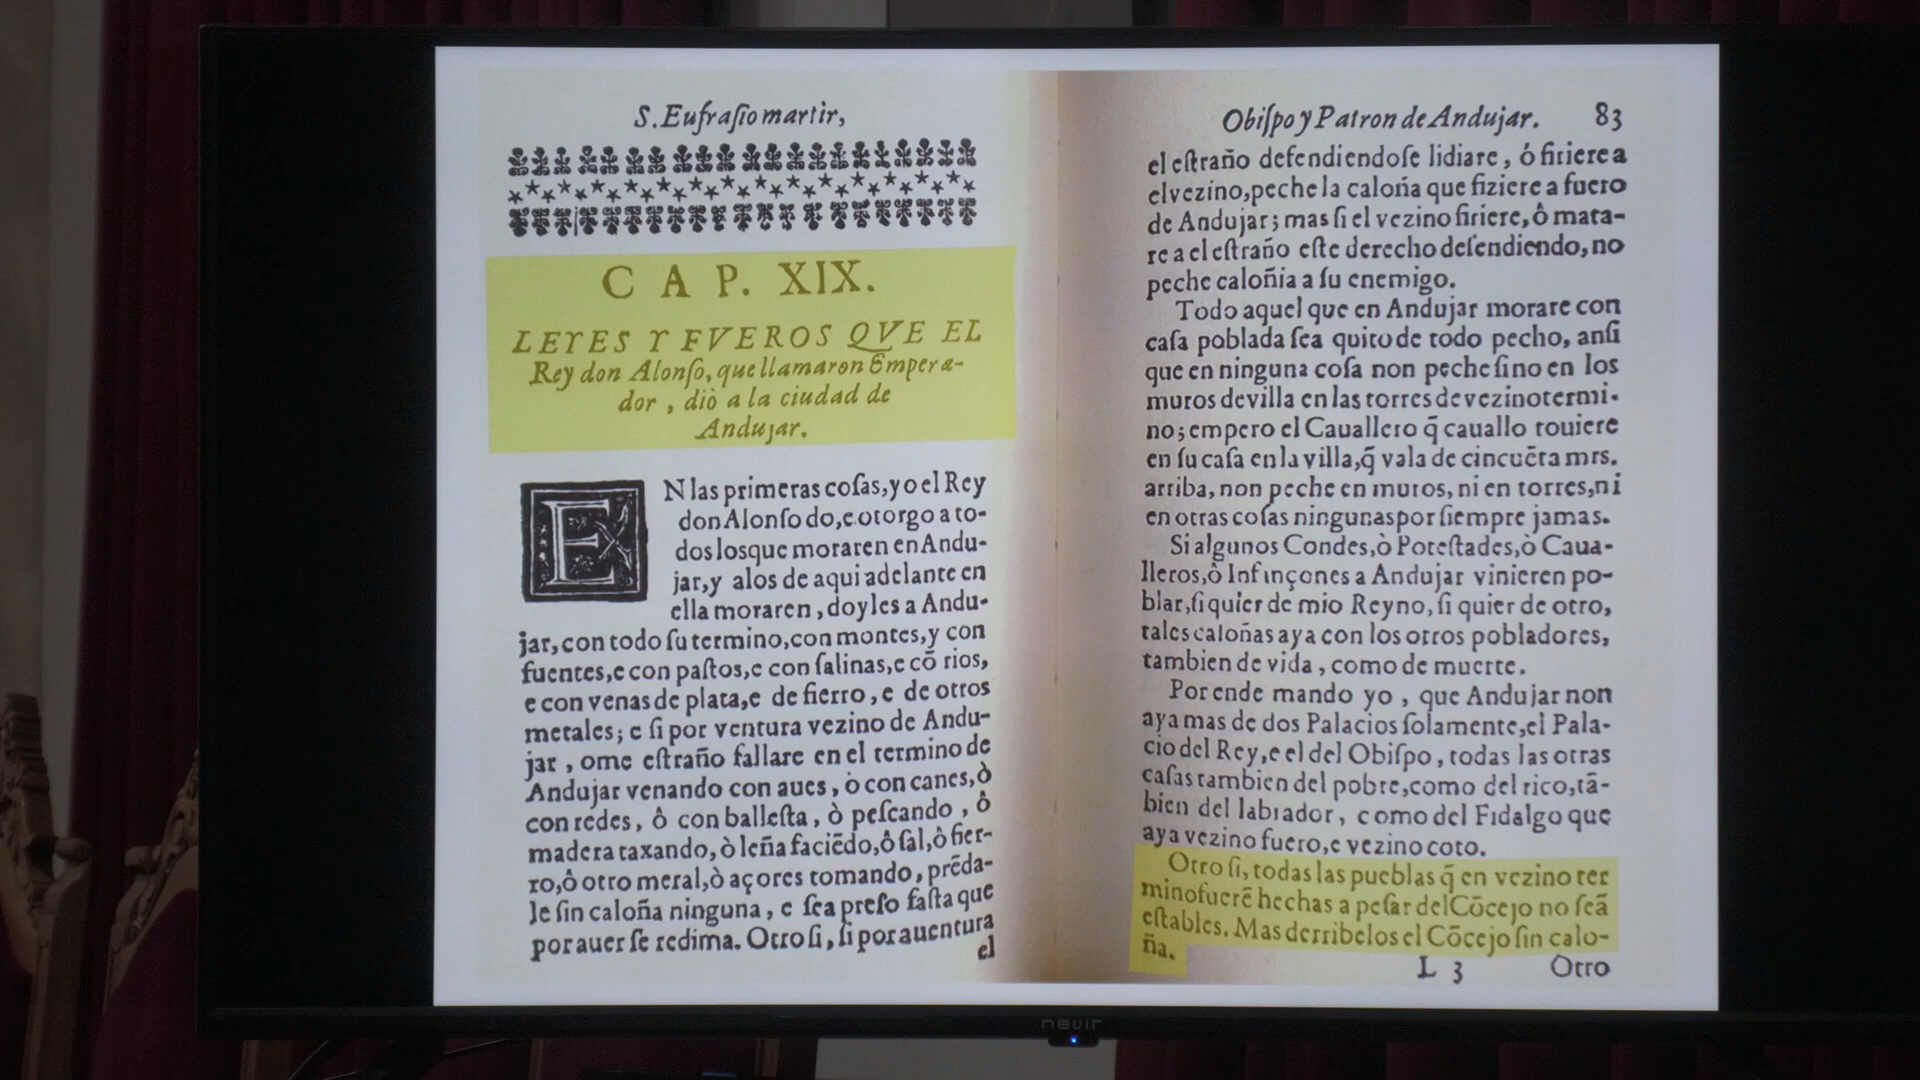 S. Eufraſio martir,
CAP. XIX.
LEYES Y FVEROS QVE EL
Rey don Alonſo, que llamaron Empera-
dor, diò a la ciudad de
Andujar.
EN las primeras coſas, yo el Rey
don Alonſo do, e otorgo a to-
dos los que moraren en Andu-
jar, y alos de aqui adelante en
ella moraren, doyles a Andu-
jar, con todo ſu termino, con montes, y con
fuentes, e con paſtos, e con ſalinas, e cō rios,
e con venas de plata, e de fierro, e de otros
metales; e ſi por ventura vezino de Andu-
jar, ome eſtraño fallare en el termino de
Andujar venando con aues, ò con canes, ò
con redes, ô con balleſta, ò peſcando, ô
madera taxando, ò leña faciēdo, ô ſal, ô fier-
ro, ô otro metal, ò açores tomando, prēda-
le ſin caloña ninguna, e ſea preſo faſta que
por auer ſe redima. Otro ſi, ſi por auentura
el
Obiſpo y Patron de Andujar. 83
el eſtraño defendiendoſe lidiare, ó firiere a
el vezino, peche la caloña que fiziere a fuero
de Andujar; mas ſi el vezino firiere, ô mata-
re a el eſtraño eſte derecho defendiendo, no
peche caloñia a ſu enemigo.
Todo aquel que en Andujar morare con
caſa poblada ſea quito de todo pecho, anſi
que en ninguna coſa non peche ſino en los
muros de villa en las torres de vezino termi-
no; empero el Cauallero q̃ cauallo touiere
en ſu caſa en la villa, q̃ vala de cincuēta mrs.
arriba, non peche en muros, ni en torres, ni
en otras coſas ningunas por ſiempre jamas.
Si algunos Condes, ò Poteſtades, ò Caua-
lleros, ô Infinçones a Andujar vinieren po-
blar, ſi quier de mio Reyno, ſi quier de otro,
tales caloñas aya con los otros pobladores,
tambien de vida, como de muerte.
Por ende mando yo, que Andujar non
aya mas de dos Palacios ſolamente, el Pala-
cio del Rey, e el del Obiſpo, todas las otras
caſas tambien del pobre, como del rico, tā-
bien del labrador, como del Fidalgo que
aya vezino fuero, e vezino coto.
Otro ſi, todas las pueblas q̃ en vezino ter
mino fuerē hechas a peſar del Cōcejo no ſeā
eſtables. Mas derribelos el Cōcejo ſin calo-
ña.
L 3 Otro
nevir